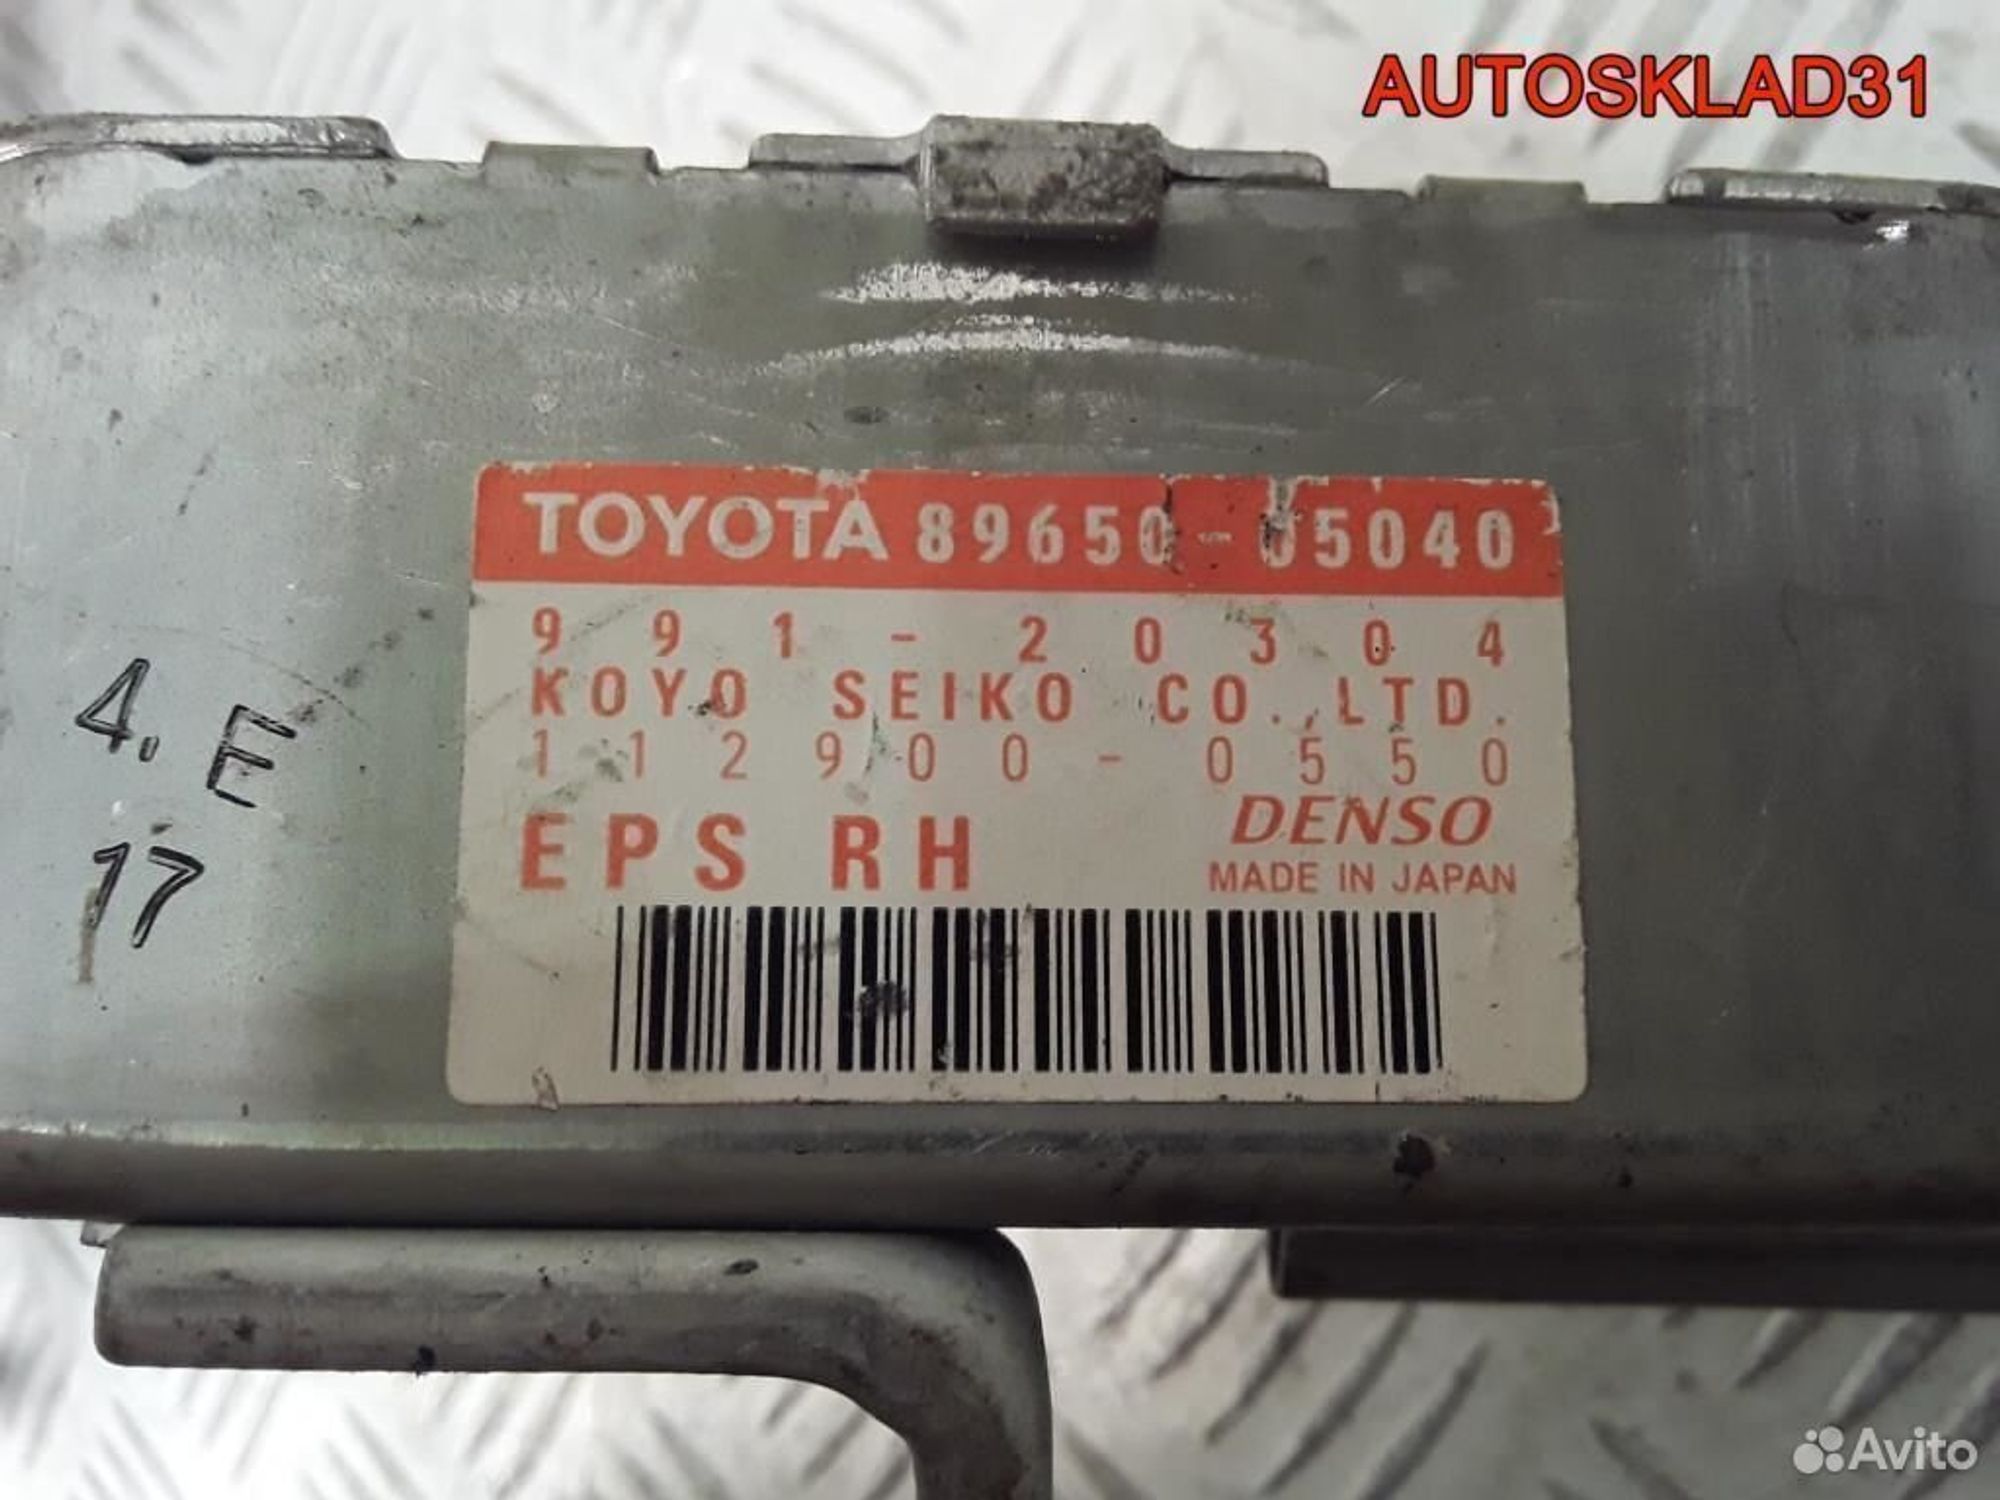 AUTOSKLAD31
TOYOTA 89650-05040
991-20304
KOYO SEIKO CO.,LTD.
112900-0550
EPS RH
DENSO
MADE IN JAPAN
4.E
17
Avito